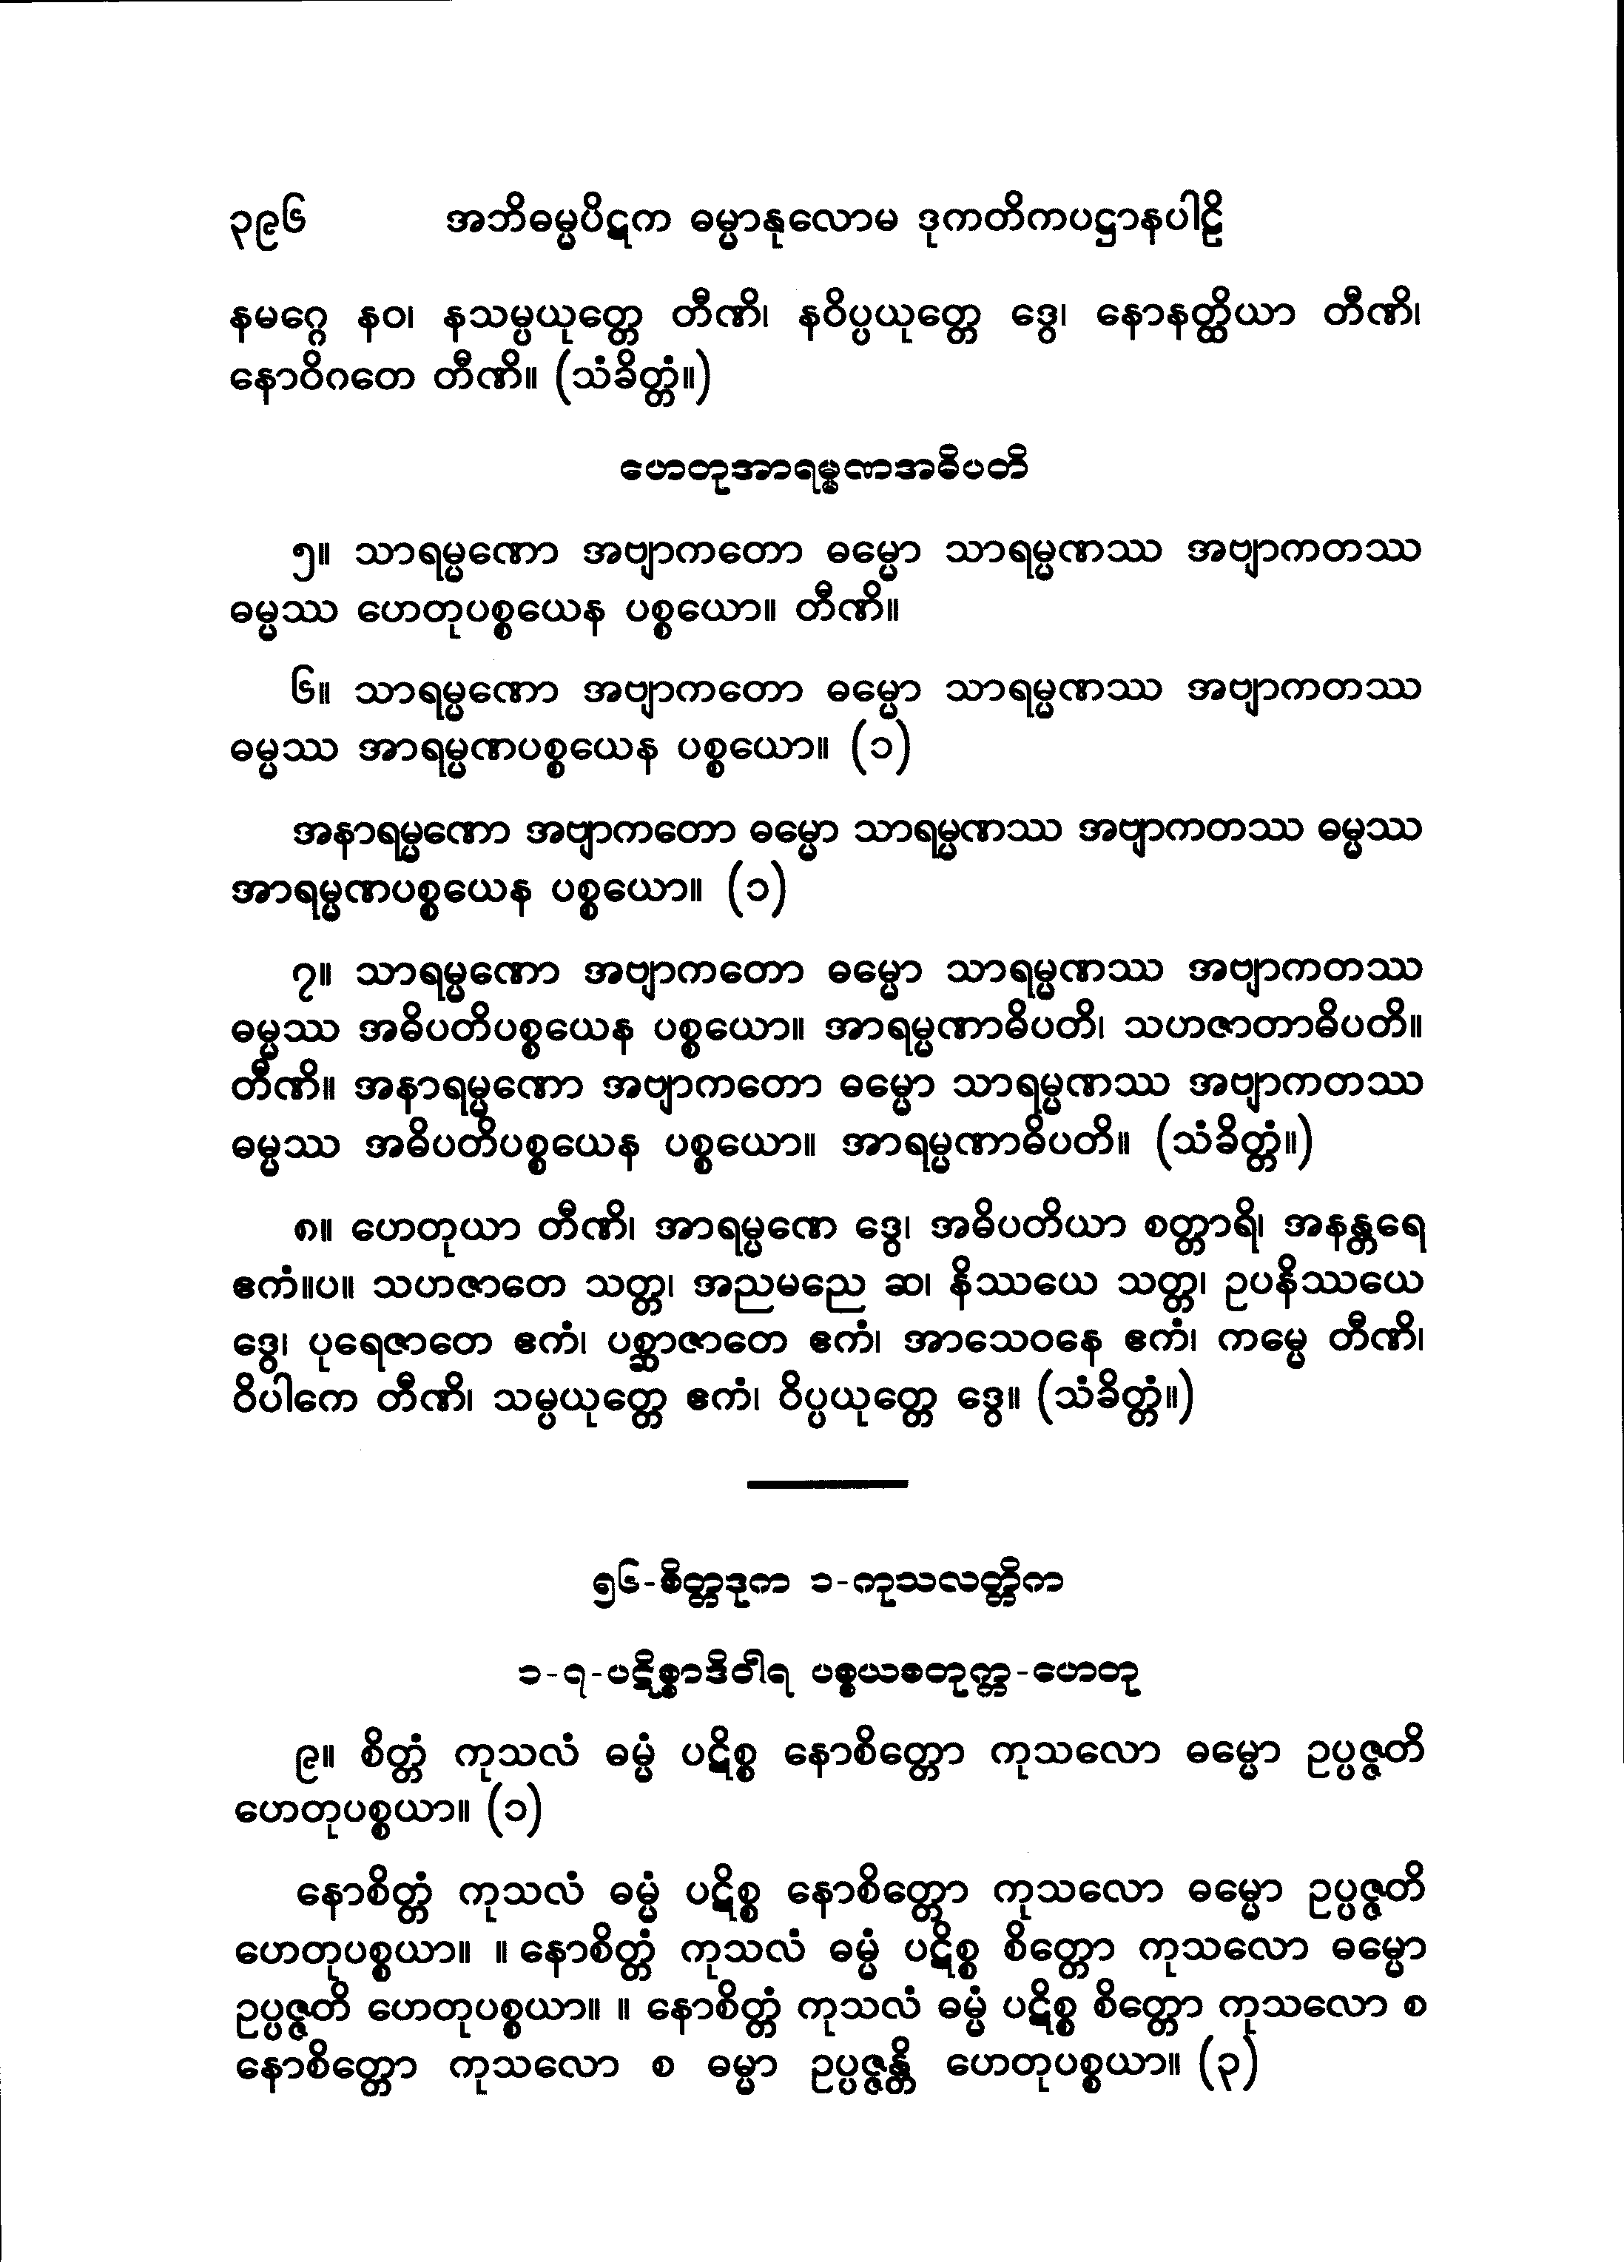 ၃၉၆ အဘိဓမ္မပိဋက ဓမ္မာနုလောမ ဒုကတိကပဋ္ဌာနပါဠိ
နမဂ္ဂေ နဝ၊ နသမ္ပယုတ္တေ တီဏိ၊ နဝိပ္ပယုတ္တေ ဒွေ၊ နောနတ္ထိယာ တီဏိ၊
နောဝိဂတေ တီဏိ။ (သံခိတ္တံ။)
ဟေတုအာရမ္မဏအဓိပတိ
၅။ သာရမ္မဏော အဗျာကတော ဓမ္မော သာရမ္မဏဿ အဗျာကတဿ
ဓမ္မဿ ဟေတုပစ္စယေန ပစ္စယော။ တီဏိ။
၆။ သာရမ္မဏော အဗျာကတော ဓမ္မော သာရမ္မဏဿ အဗျာကတဿ
ဓမ္မဿ အာရမ္မဏပစ္စယေန ပစ္စယော။ (၁)
အနာရမ္မဏော အဗျာကတော ဓမ္မော သာရမ္မဏဿ အဗျာကတဿ ဓမ္မဿ
အာရမ္မဏပစ္စယေန ပစ္စယော။ (၁)
၇။ သာရမ္မဏော အဗျာကတော ဓမ္မော သာရမ္မဏဿ အဗျာကတဿ
ဓမ္မဿ အဓိပတိပစ္စယေန ပစ္စယော။ အာရမ္မဏာဓိပတိ၊ သဟဇာတာဓိပတိ။
တီဏိ။ အနာရမ္မဏော အဗျာကတော ဓမ္မော သာရမ္မဏဿ အဗျာကတဿ
ဓမ္မဿ အဓိပတိပစ္စယေန ပစ္စယော။ အာရမ္မဏာဓိပတိ။ (သံခိတ္တံ။)
၈။ ဟေတုယာ တီဏိ၊ အာရမ္မဏေ ဒွေ၊ အဓိပတိယာ စတ္တာရိ၊ အနန္တရေ
ဧကံ။ပ။ သဟဇာတေ သတ္တ၊ အညမညေ ဆ၊ နိဿယေ သတ္တ၊ ဥပနိဿယေ
ဒွေ၊ ပုရေဇာတေ ဧကံ၊ ပစ္ဆာဇာတေ ဧကံ၊ အာသေဝနေ ဧကံ၊ ကမ္မေ တီဏိ၊
ဝိပါကေ တီဏိ၊ သမ္ပယုတ္တေ ဧကံ၊ ဝိပ္ပယုတ္တေ ဒွေ။ (သံခိတ္တံ။)
၅၆-စိတ္တဒုက ၁-ကုသလတ္တိက
၁-၇-ပဋိစ္စာဒိဝါရ ပစ္စယစတုက္က-ဟေတု
၉။ စိတ္တံ ကုသလံ ဓမ္မံ ပဋိစ္စ နောစိတ္တော ကုသလော ဓမ္မော ဥပ္ပဇ္ဇတိ
ဟေတုပစ္စယာ။ (၁)
နောစိတ္တံ ကုသလံ ဓမ္မံ ပဋိစ္စ နောစိတ္တော ကုသလော ဓမ္မော ဥပ္ပဇ္ဇတိ
ဟေတုပစ္စယာ။ ။ နောစိတ္တံ ကုသလံ ဓမ္မံ ပဋိစ္စ စိတ္တော ကုသလော ဓမ္မော
ဥပ္ပဇ္ဇတိ ဟေတုပစ္စယာ။ ။ နောစိတ္တံ ကုသလံ ဓမ္မံ ပဋိစ္စ စိတ္တော ကုသလော စ
နောစိတ္တော ကုသလော စ ဓမ္မာ ဥပ္ပဇ္ဇန္တိ ဟေတုပစ္စယာ။ (၃)